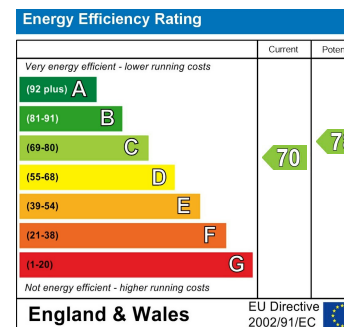 Energy Efficiency Rating
Current
Very energy efficient - lower running costs
(92 plus) A
(81-91) B
(69-80) C
70
(55-68) D
(39-54) E
(21-38) F
(1-20) G
Not energy efficient - higher running costs
England & Wales
EU Directive
2002/91/EC